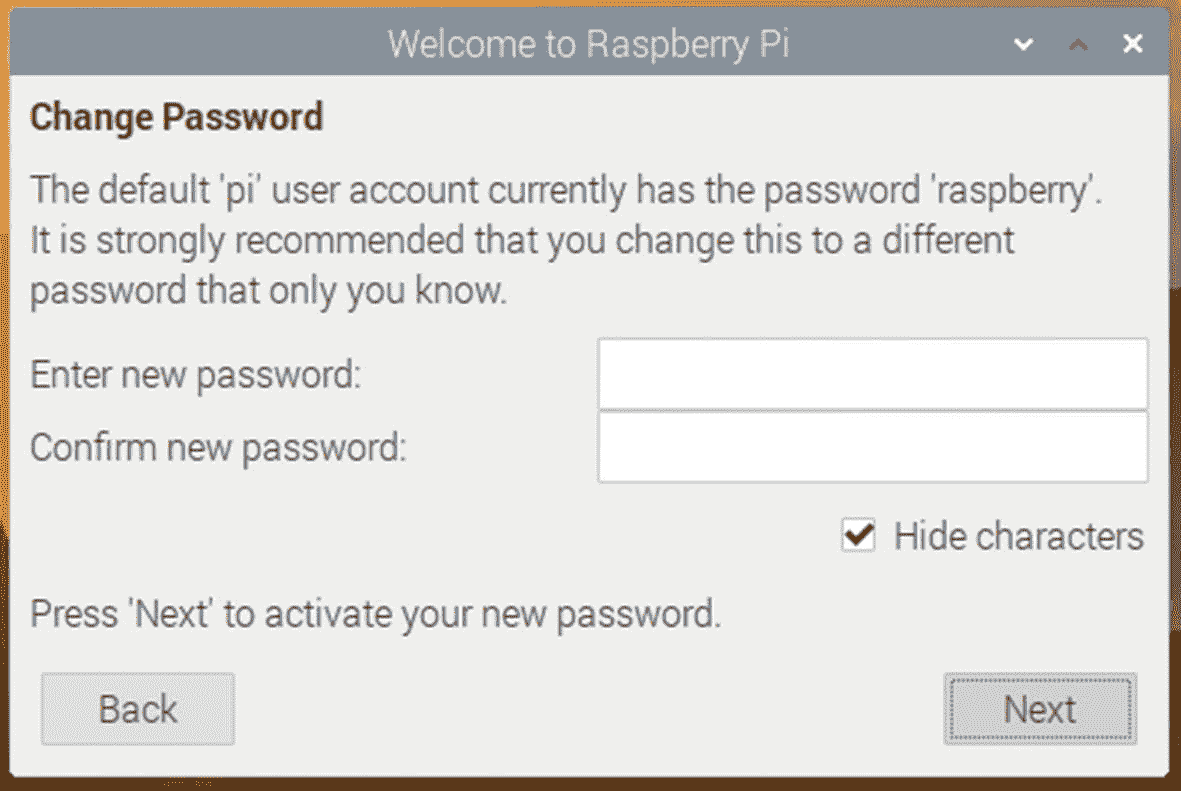 Welcome to Raspberry Pi
Change Password
The default 'pi' user account currently has the password 'raspberry'.
It is strongly recommended that you change this to a different
password that only you know.
Enter new password:
Confirm new password:
Hide characters
Press 'Next' to activate your new password.
Back
Next